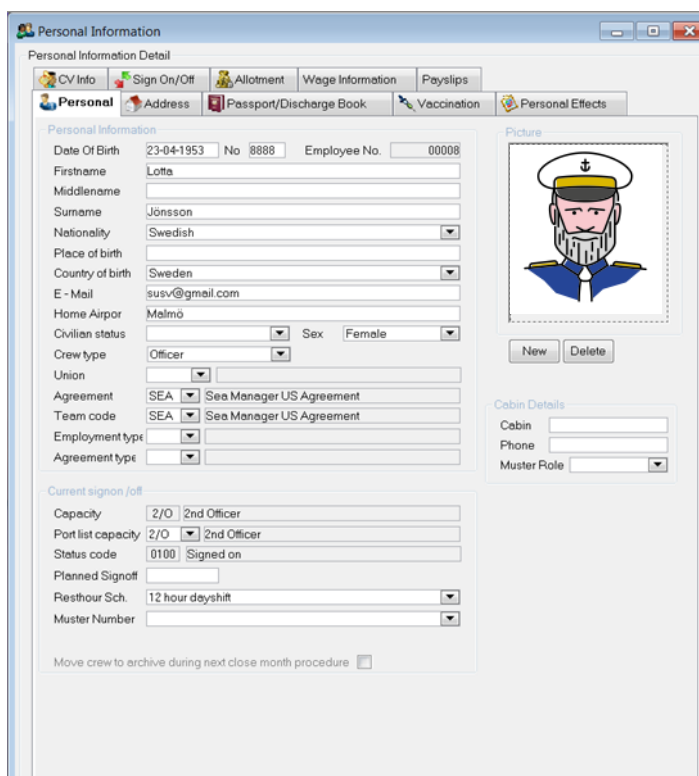 Personal Information
Personal Information Detail
CV Info Sign On/Off Allotment Wage Information Payslips
Personal Address Passport/Discharge Book Vaccination Personal Effects
Personal Information
Date Of Birth 23-04-1953 No 8888 Employee No. 00008
Firstname Lotta
Middlename
Surname Jönsson
Nationality Swedish
Place of birth
Country of birth Sweden
E - Mail susv@gmail.com
Home Airpor Malmö
Civilian status Sex Female
Crew type Officer
Union
Agreement SEA Sea Manager US Agreement
Team code SEA Sea Manager US Agreement
Employment type
Agreement type
Picture
New Delete
Cabin Details
Cabin
Phone
Muster Role
Current signon /off
Capacity 2/O 2nd Officer
Port list capacity 2/O 2nd Officer
Status code 0100 Signed on
Planned Signoff
Resthour Sch. 12 hour dayshift
Muster Number
Move crew to archive during next close month procedure